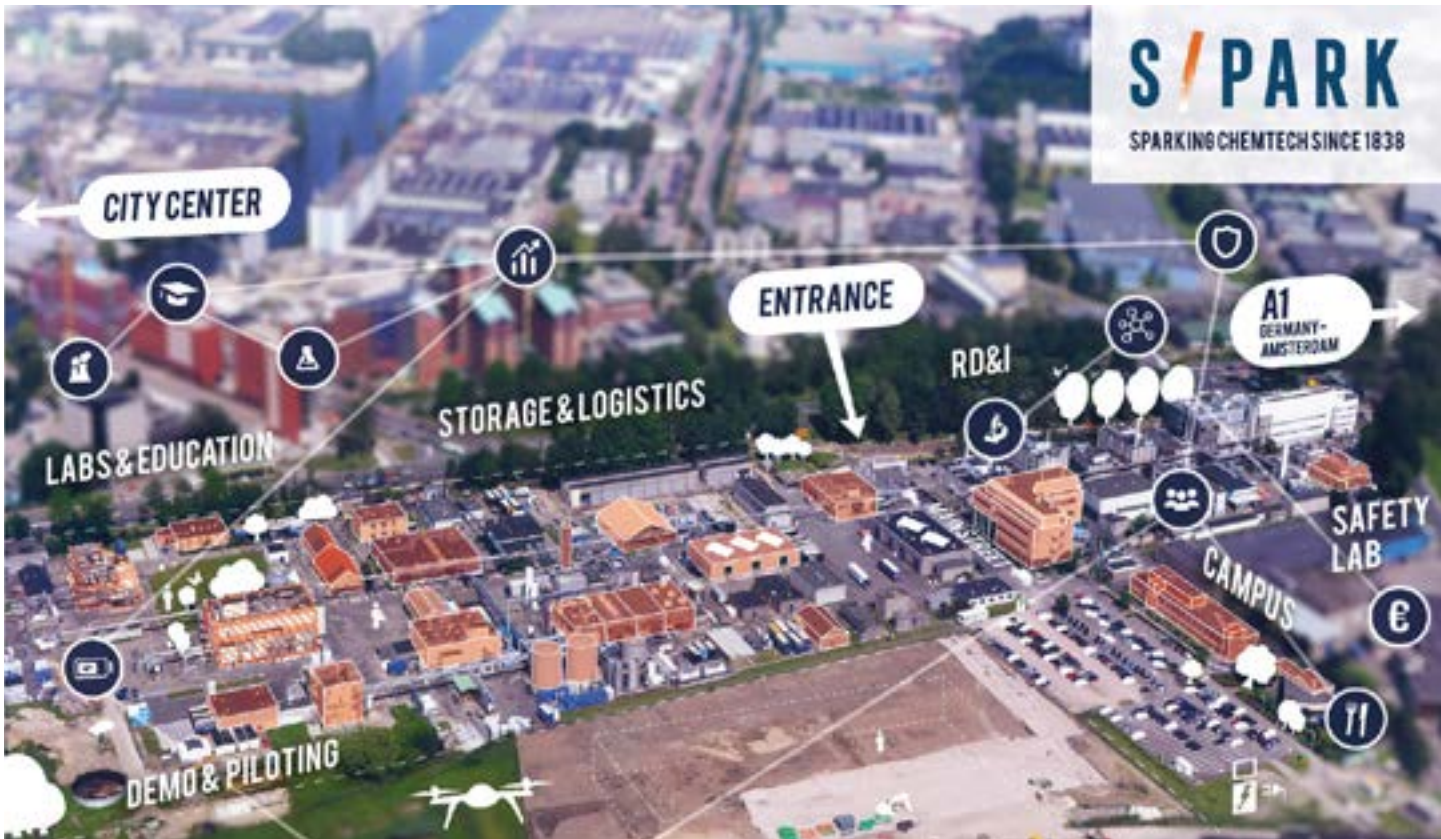 S/PARK
SPARKING CHEMTECH SINCE 1838
CITY CENTER
ENTRANCE
A1
GERMANY-
AMSTERDAM
RD&I
STORAGE & LOGISTICS
LABS & EDUCATION
SAFETY
LAB
CAMPUS
€
DEMO & PILOTING